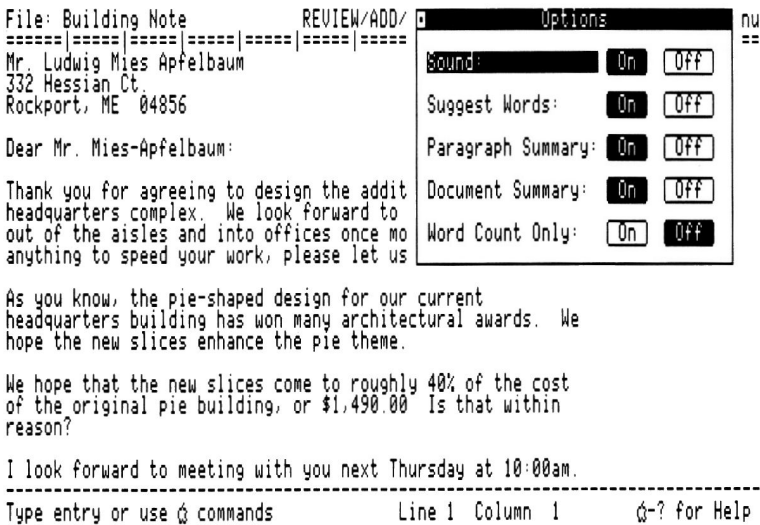 File: Building Note REVIEW/ADD/ Options nu
Mr. Ludwig Mies Apfelbaum
332 Hessian Ct.
Rockport, ME 04856
Dear Mr. Mies-Apfelbaum:
Thank you for agreeing to design the addit
headquarters complex. We look forward to
out of the aisles and into offices once mo
anything to speed your work, please let us
Sound: On Off
Suggest Words: On Off
Paragraph Summary: On Off
Document Summary: On Off
Word Count Only: On Off
As you know, the pie-shaped design for our current
headquarters building has won many architectural awards. We
hope the new slices enhance the pie theme.
We hope that the new slices come to roughly 40% of the cost
of the original pie building, or $1,490.00 Is that within
reason?
I look forward to meeting with you next Thursday at 10:00am.
Type entry or use  commands Line 1 Column 1 -? for Help